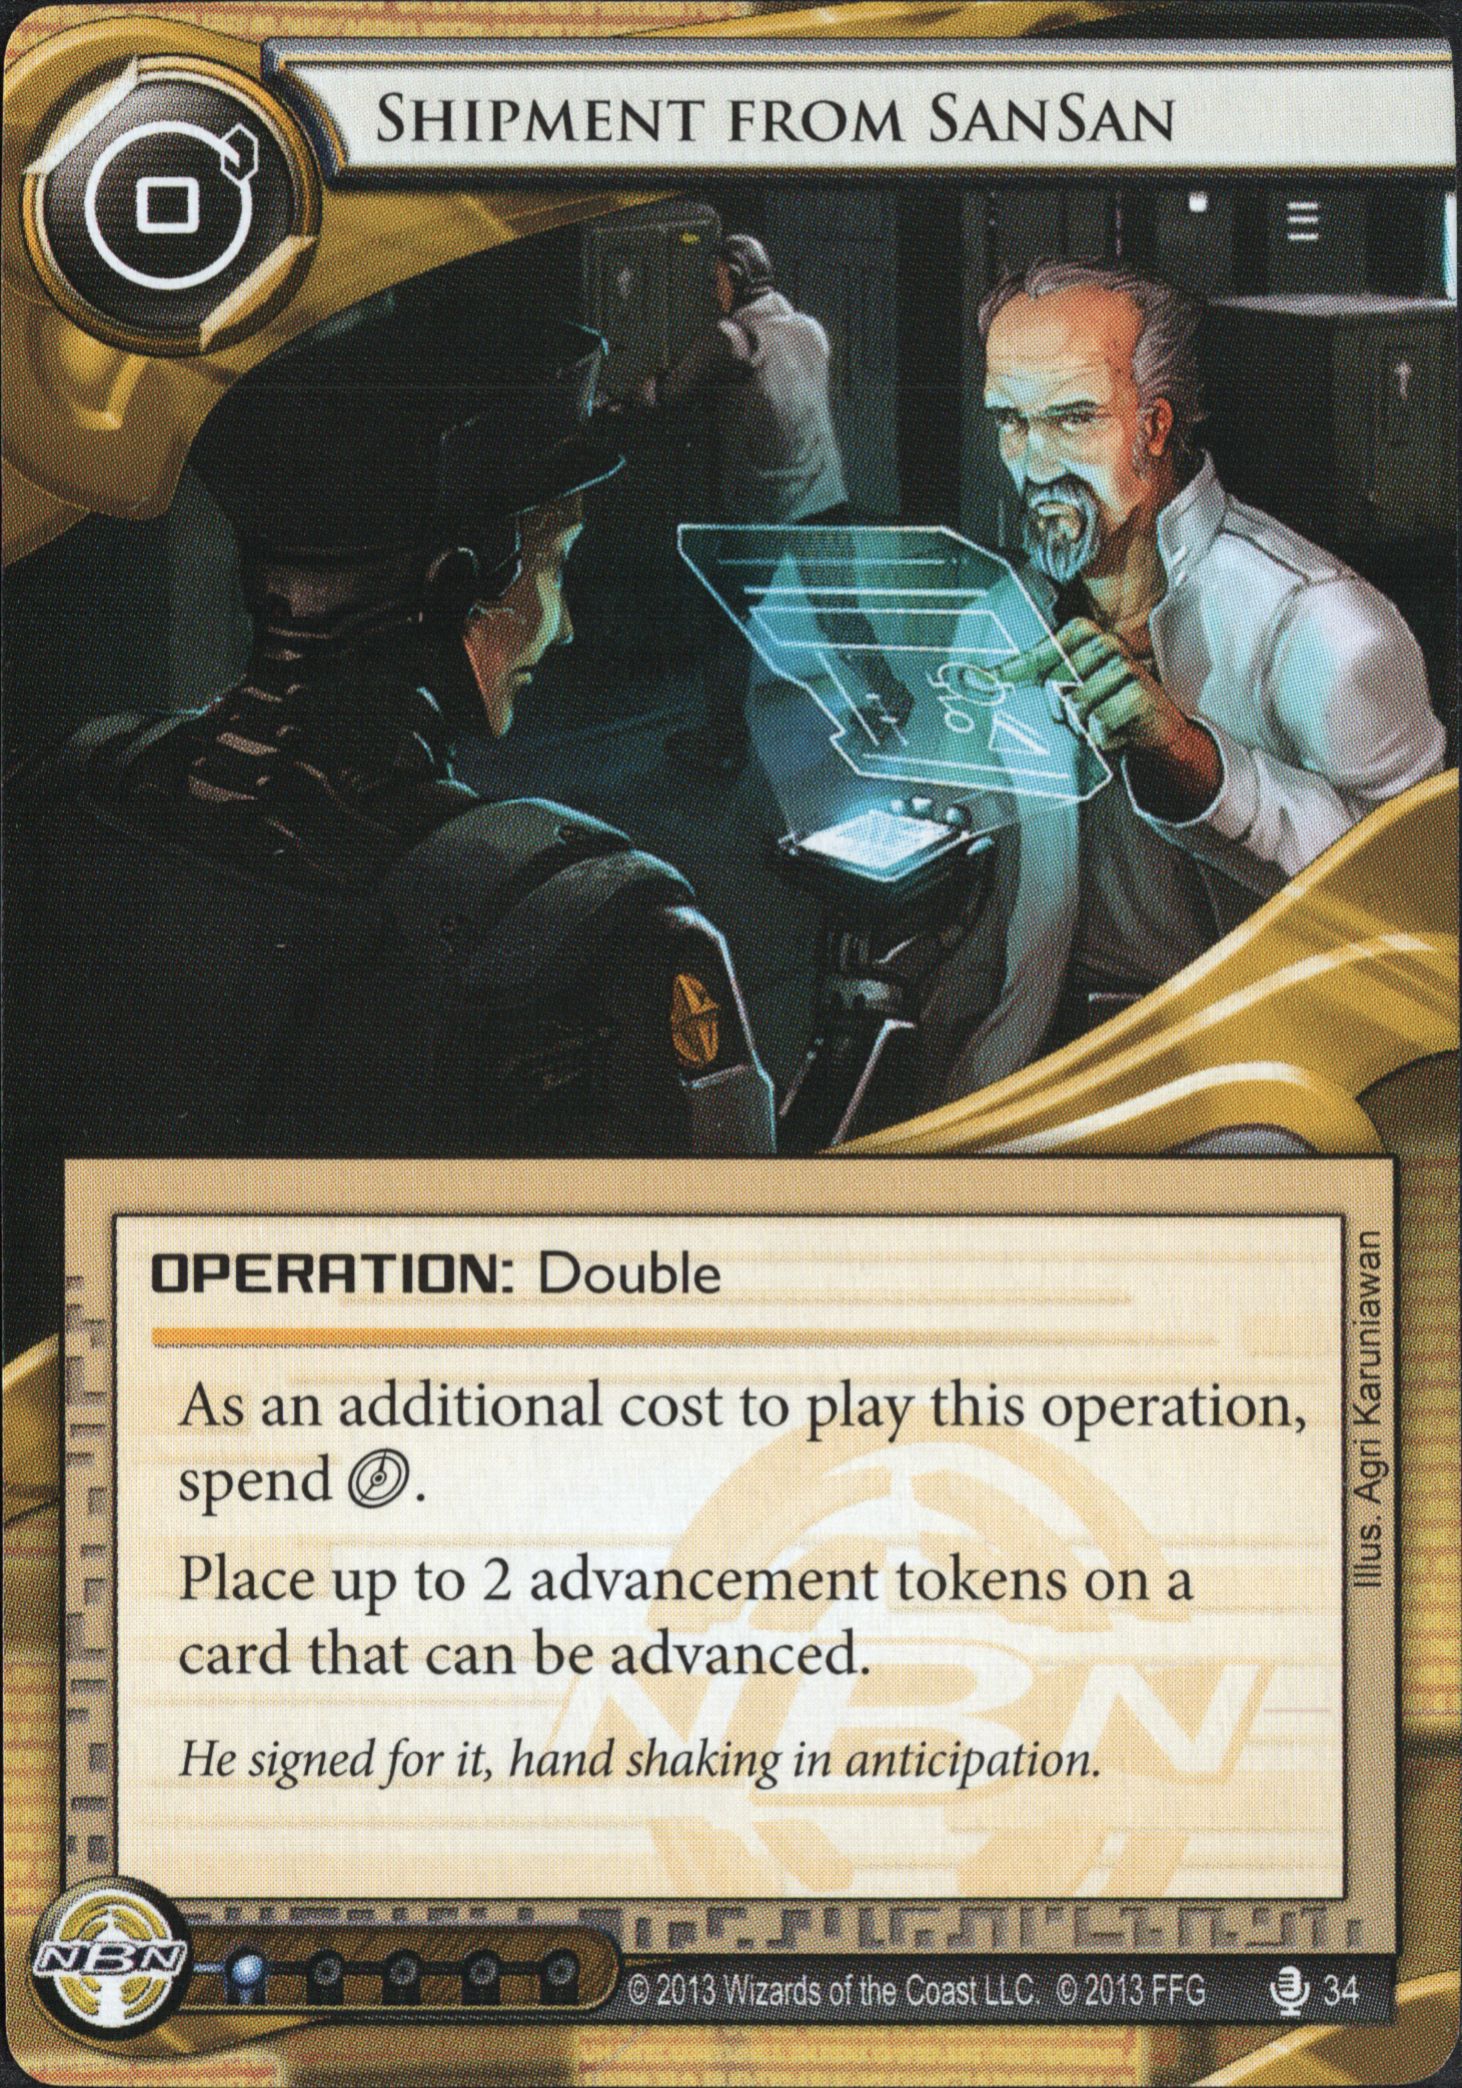 0
SHIPMENT FROM SANSAN
OPERATION: Double
As an additional cost to play this operation,
spend .
Place up to 2 advancement tokens on a
card that can be advanced.
He signed for it, hand shaking in anticipation.
Illus. Agri Karuniawan
NBN
NBN
© 2013 Wizards of the Coast LLC. © 2013 FFG
34